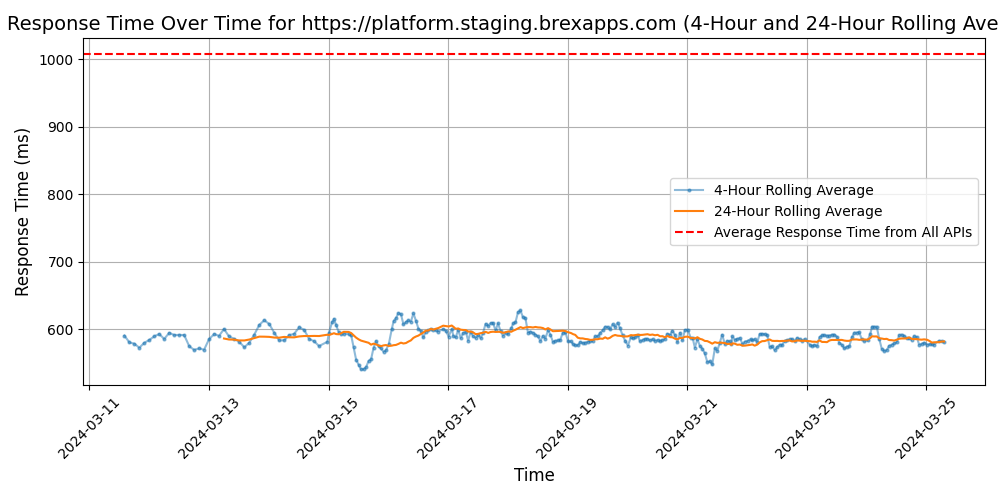 Response Time Over Time for https://platform.staging.brexapps.com (4-Hour and 24-Hour Rolling Ave
Response Time (ms)
1000
900
800
700
600
4-Hour Rolling Average
24-Hour Rolling Average
Average Response Time from All APIs
2024-03-11
2024-03-13
2024-03-15
2024-03-17
2024-03-19
2024-03-21
2024-03-23
2024-03-25
Time